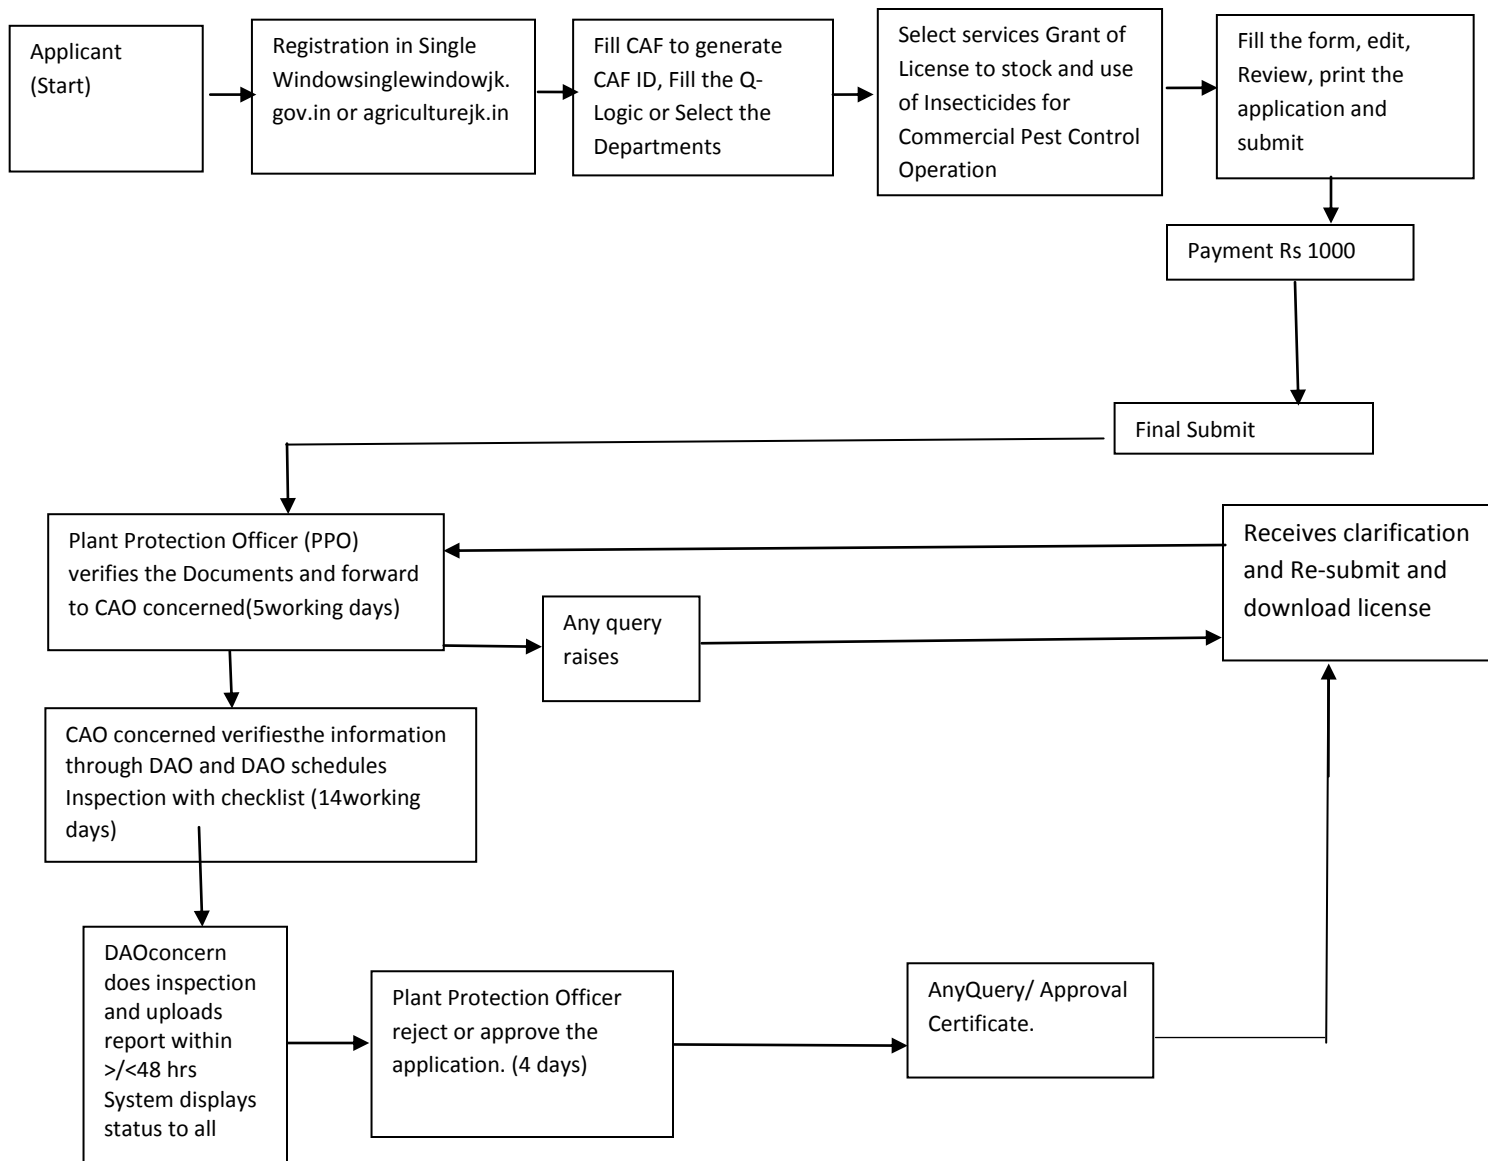 Applicant
(Start)
Registration in Single
Windowsinglewindowjk.
gov.in or agriculturejk.in
Fill CAF to generate
CAF ID, Fill the Q-
Logic or Select the
Departments
Select services Grant of
License to stock and use
of Insecticides for
Commercial Pest Control
Operation
Fill the form, edit,
Review, print the
application and
submit
Payment Rs 1000
Final Submit
Plant Protection Officer (PPO)
verifies the Documents and forward
to CAO concerned(5working days)
Any query
raises
Receives clarification
and Re-submit and
download license
CAO concerned verifiesthe information
through DAO and DAO schedules
Inspection with checklist (14working
days)
DAOconcern
does inspection
and uploads
report within
>/<48 hrs
System displays
status to all
Plant Protection Officer
reject or approve the
application. (4 days)
AnyQuery/ Approval
Certificate.